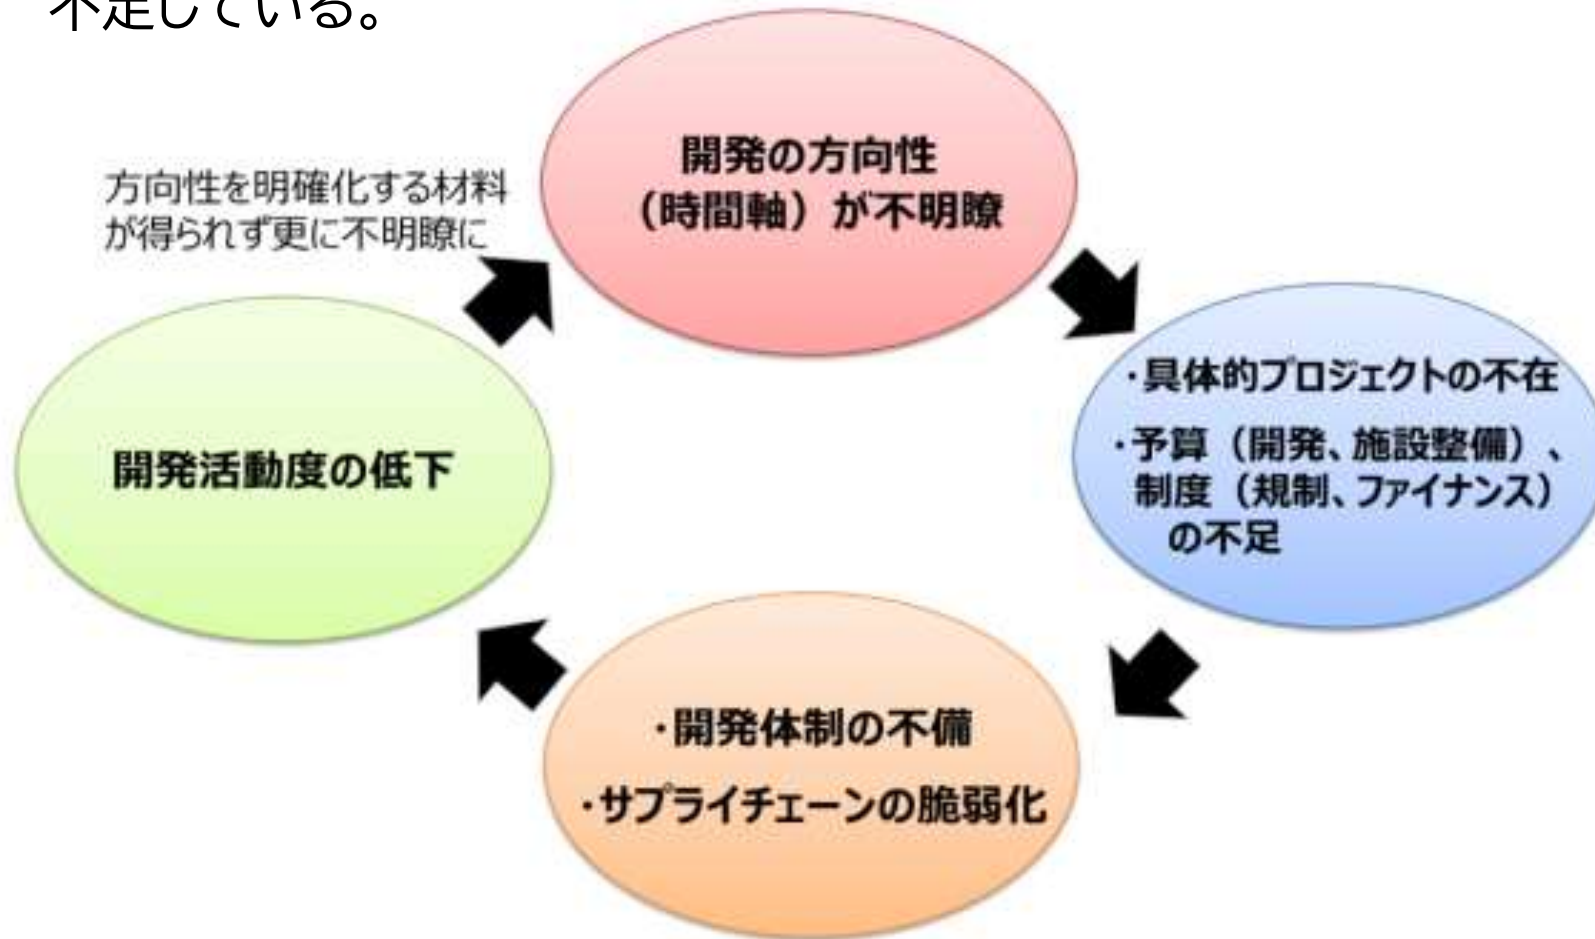 不足している。
開発の方向性
（時間軸）が不明瞭
方向性を明確化する材料
が得られず更に不明瞭に
・具体的プロジェクトの不在
・予算（開発、施設整備）、
制度（規制、ファイナンス）
の不足
開発活動度の低下
・開発体制の不備
・サプライチェーンの脆弱化